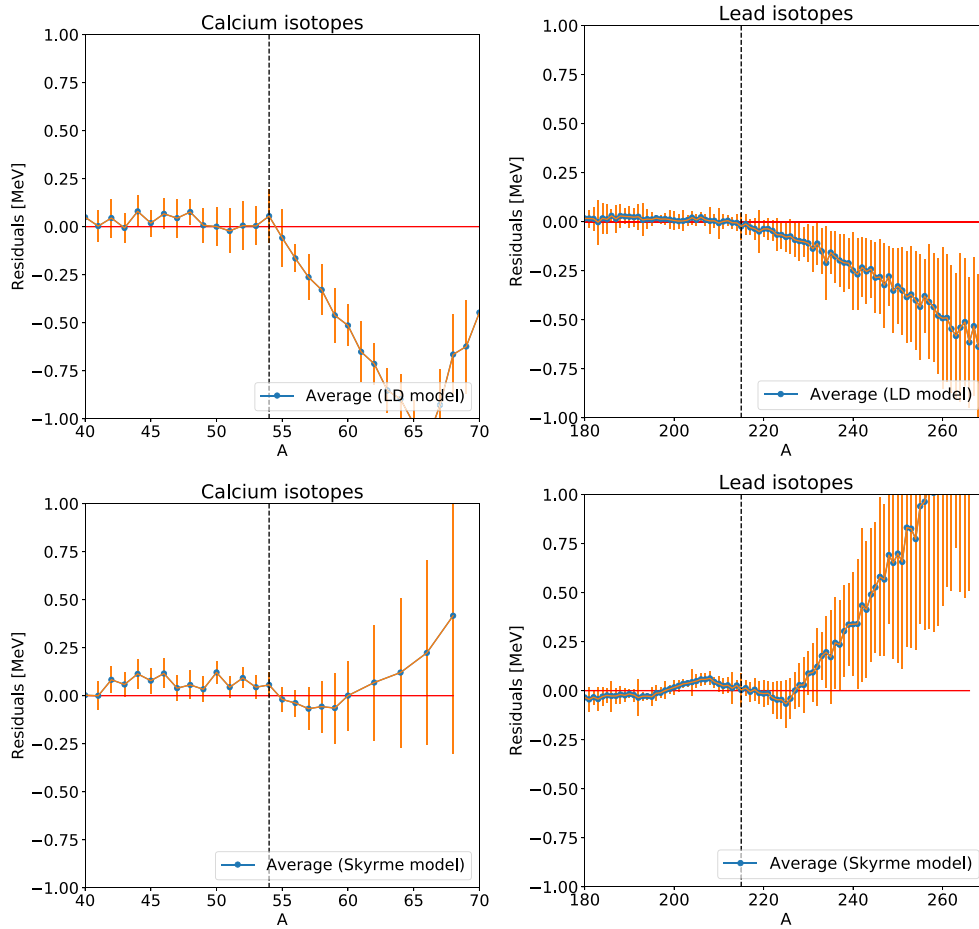 Calcium isotopes
1.00
0.75
0.50
0.25
0.00
−0.25
−0.50
−0.75
−1.00
Residuals [MeV]
Average (LD model)
40 45 50 55 60 65 70
A
Lead isotopes
1.00
0.75
0.50
0.25
0.00
−0.25
−0.50
−0.75
−1.00
Residuals [MeV]
Average (LD model)
180 200 220 240 260
A
Calcium isotopes
1.00
0.75
0.50
0.25
0.00
−0.25
−0.50
−0.75
−1.00
Residuals [MeV]
Average (Skyrme model)
40 45 50 55 60 65 70
A
Lead isotopes
1.00
0.75
0.50
0.25
0.00
−0.25
−0.50
−0.75
−1.00
Residuals [MeV]
Average (Skyrme model)
180 200 220 240 260
A